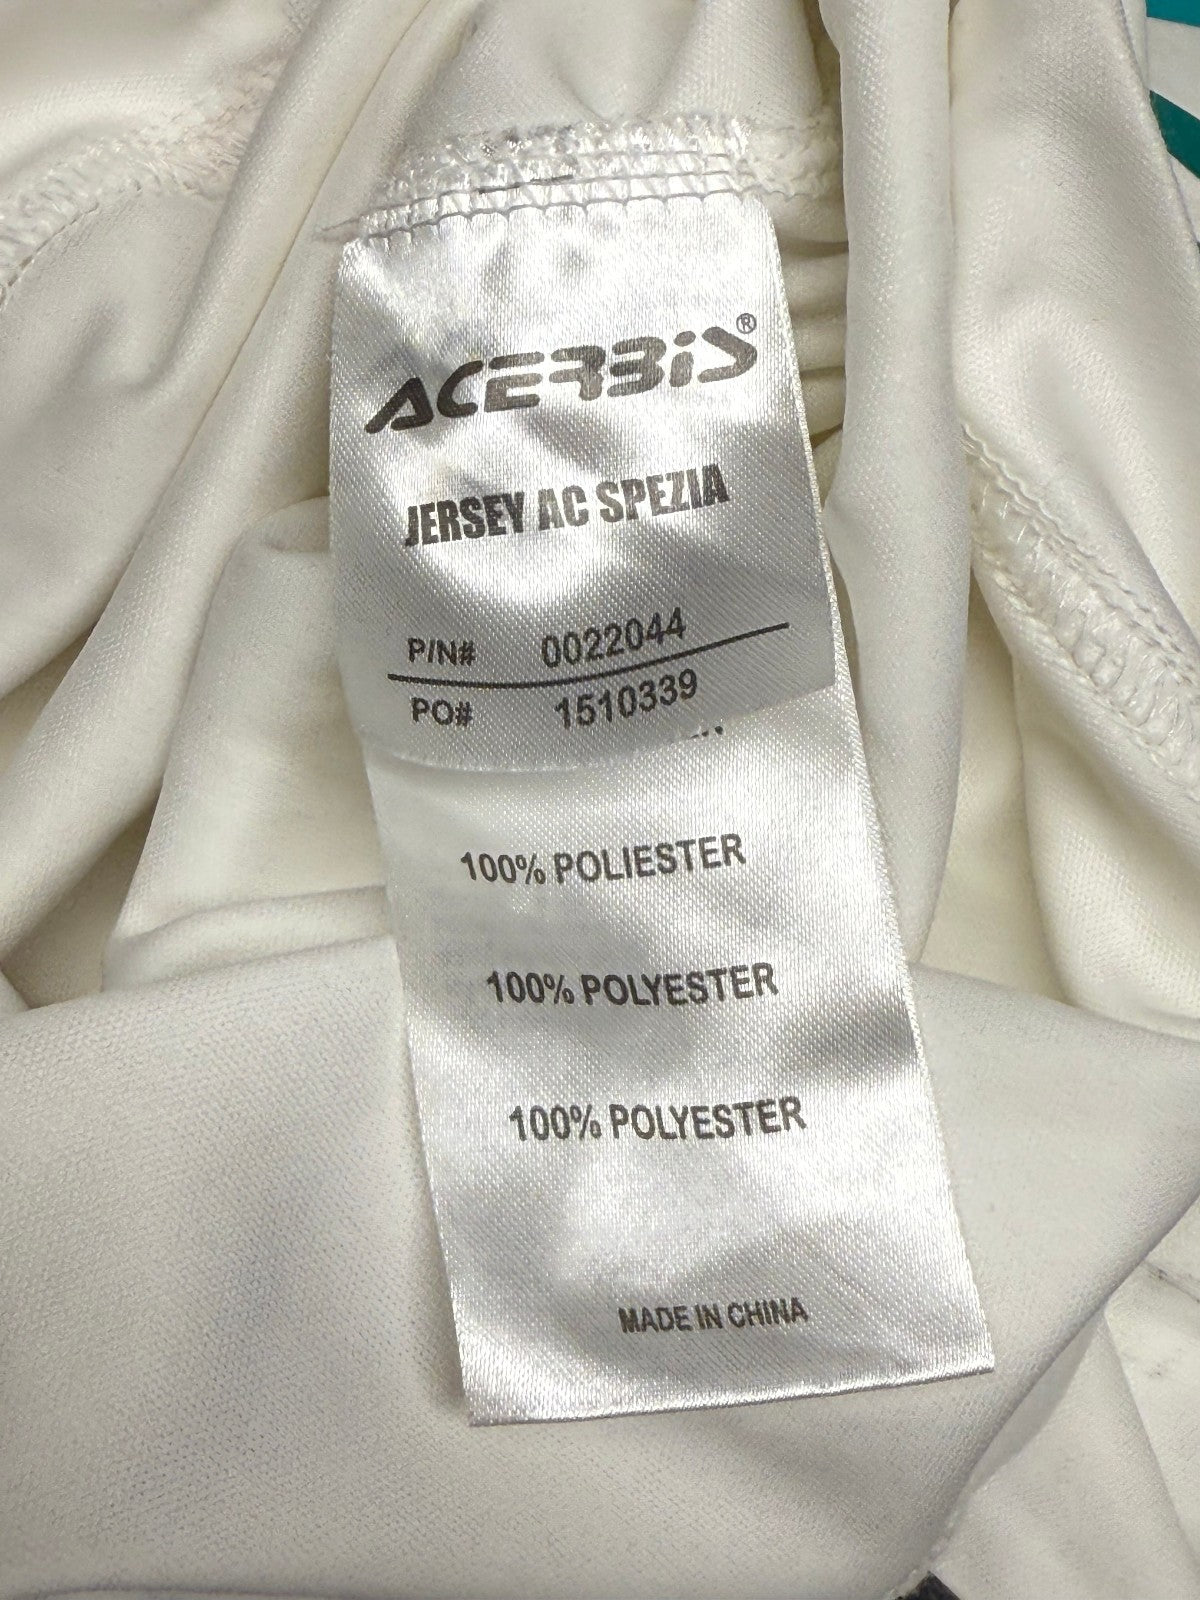 ACERBiS®
JERSEY AC SPEZIA
P/N# 0022044
PO# 1510339
100% POLIESTER
100% POLYESTER
100% POLYESTER
MADE IN CHINA